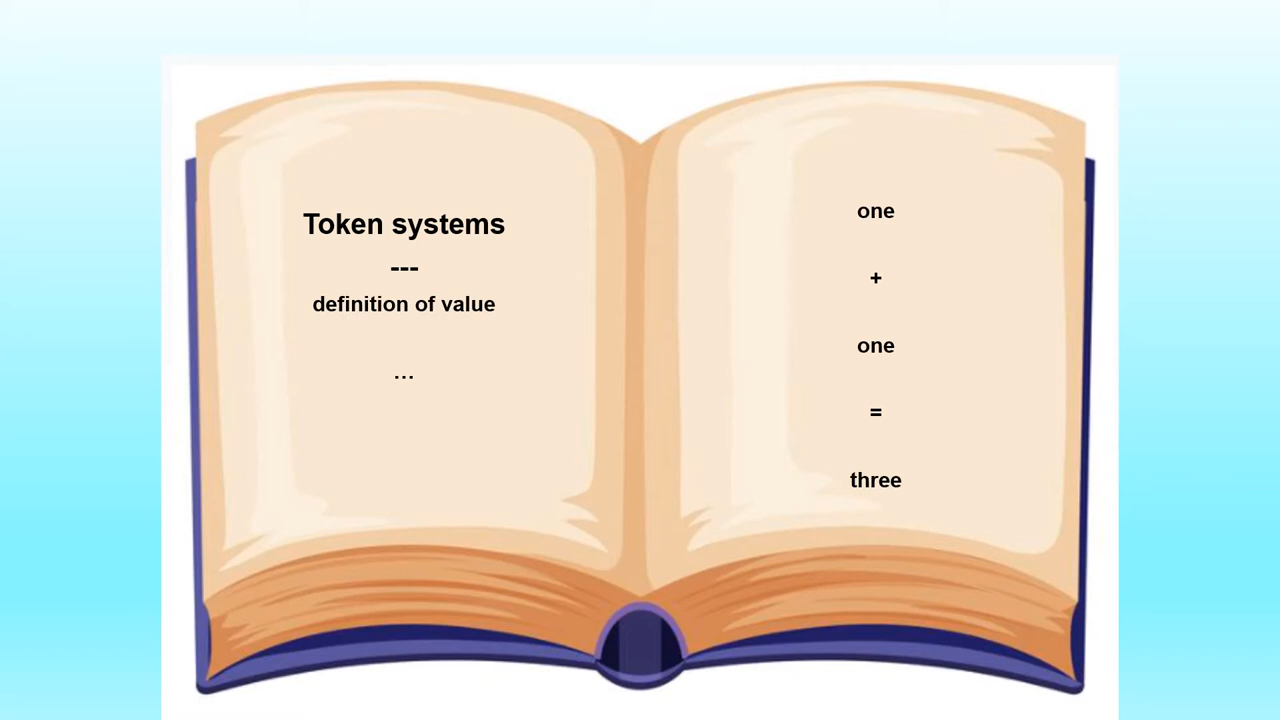 Token systems
---
definition of value
...
one
+
one
=
three